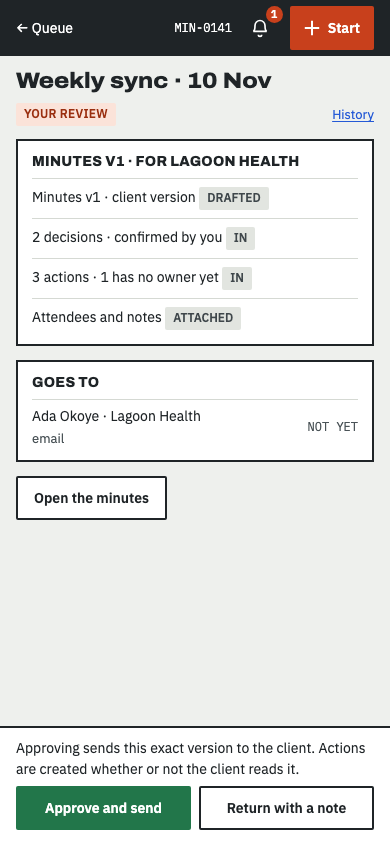 ← Queue
MIN-0141
1
+ Start
Weekly sync · 10 Nov
YOUR REVIEW
History
MINUTES V1 · FOR LAGOON HEALTH
Minutes v1 · client version DRAFTED
2 decisions · confirmed by you IN
3 actions · 1 has no owner yet IN
Attendees and notes ATTACHED
GOES TO
Ada Okoye · Lagoon Health
email
NOT YET
Open the minutes
Approving sends this exact version to the client. Actions
are created whether or not the client reads it.
Approve and send
Return with a note